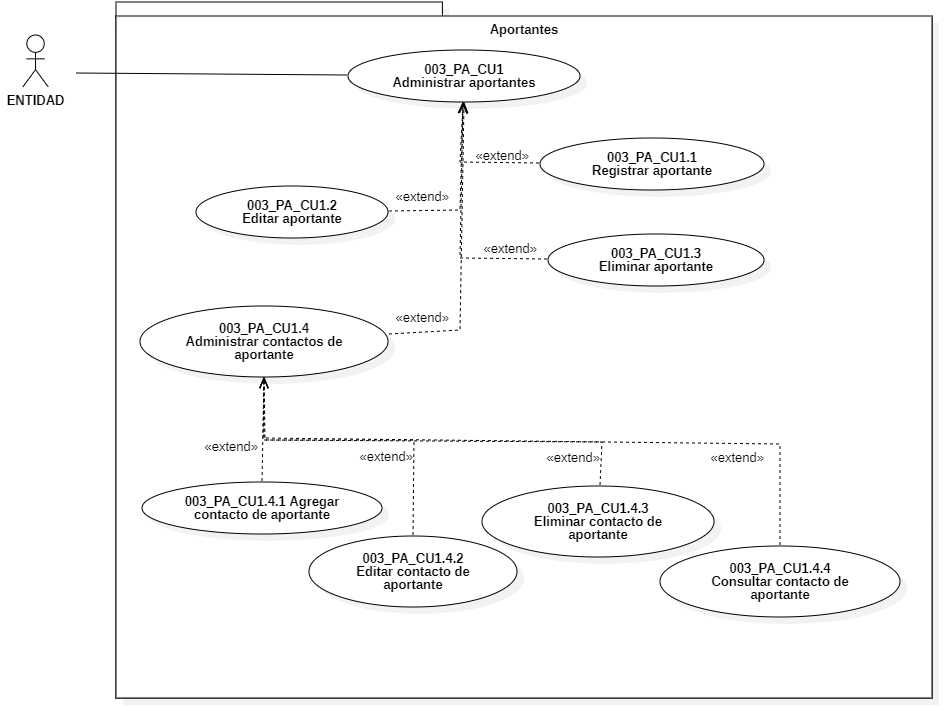 Aportantes
ENTIDAD
003_PA_CU1
Administrar aportantes
«extend»
003_PA_CU1.1
Registrar aportante
«extend»
003_PA_CU1.2
Editar aportante
«extend»
003_PA_CU1.3
Eliminar aportante
«extend»
003_PA_CU1.4
Administrar contactos de
aportante
«extend»
«extend»
«extend»
«extend»
003_PA_CU1.4.1 Agregar
contacto de aportante
003_PA_CU1.4.2
Editar contacto de
aportante
003_PA_CU1.4.3
Eliminar contacto de
aportante
003_PA_CU1.4.4
Consultar contacto de
aportante